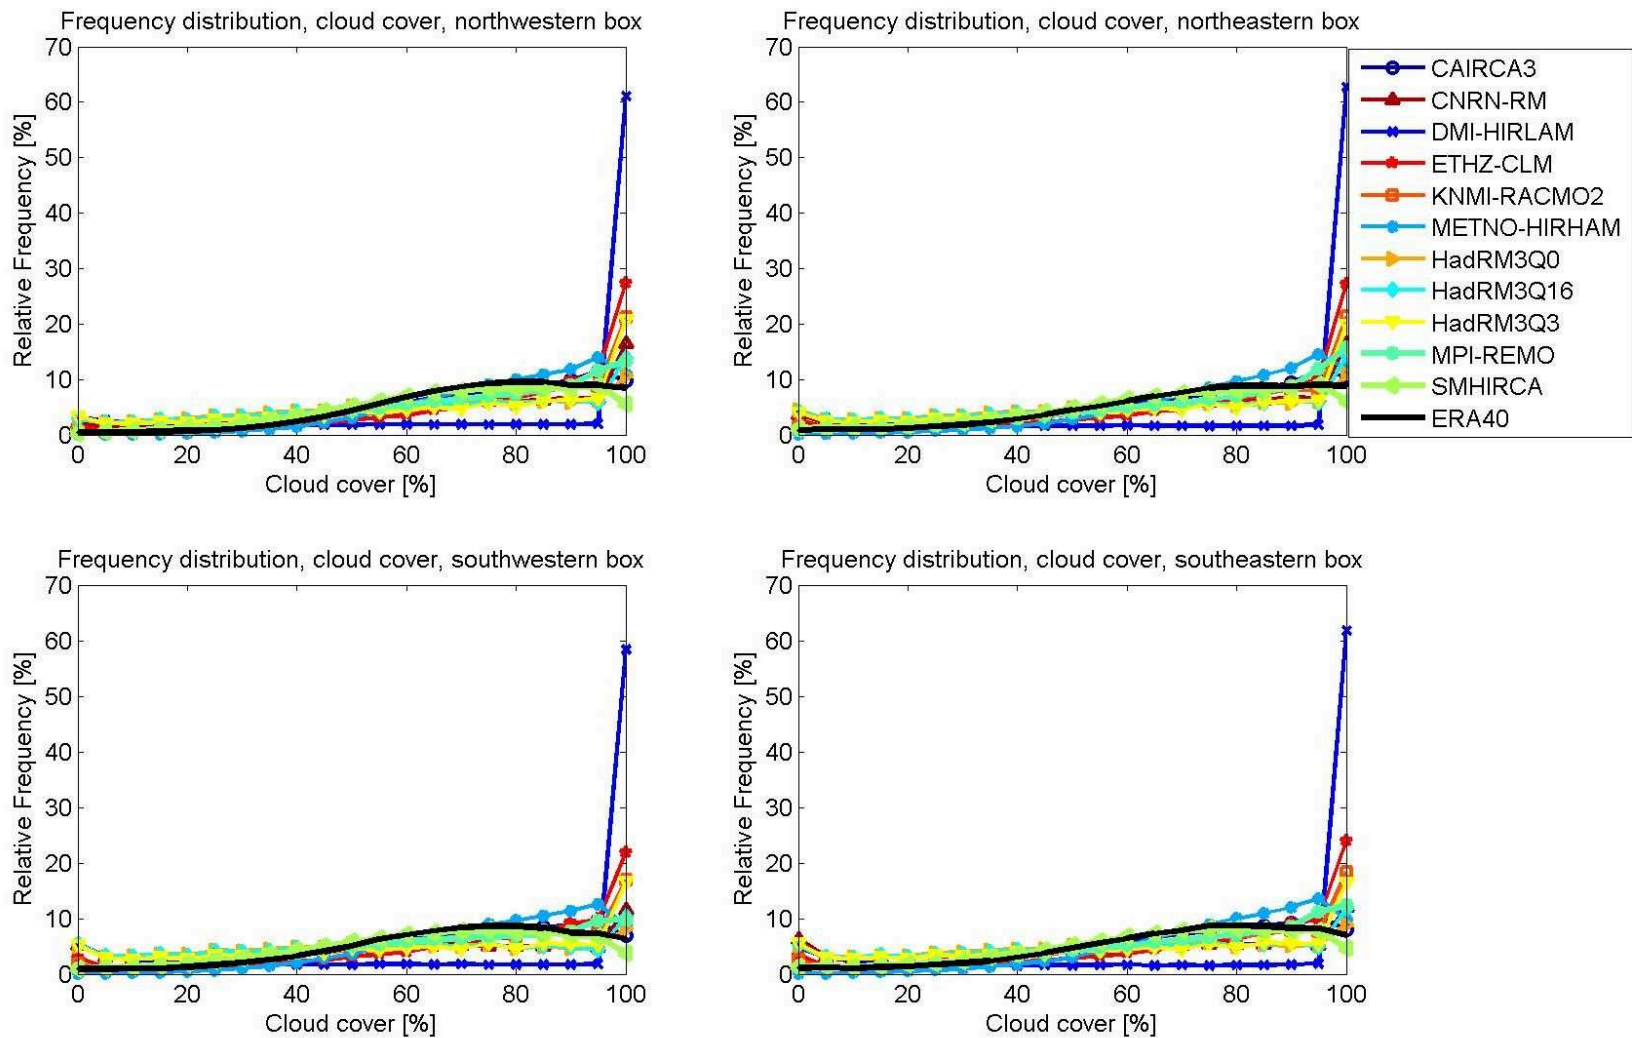 Frequency distribution, cloud cover, northwestern box
70
60
50
40
30
20
10
0
Relative Frequency [%]
0 20 40 60 80 100
Cloud cover [%]
Frequency distribution, cloud cover, northeastern box
70
60
50
40
30
20
10
0
Relative Frequency [%]
0 20 40 60 80 100
Cloud cover [%]
CAIRCA3
CNRN-RM
DMI-HIRLAM
ETHZ-CLM
KNMI-RACMO2
METNO-HIRHAM
HadRM3Q0
HadRM3Q16
HadRM3Q3
MPI-REMO
SMHIRCA
ERA40
Frequency distribution, cloud cover, southwestern box
70
60
50
40
30
20
10
0
Relative Frequency [%]
0 20 40 60 80 100
Cloud cover [%]
Frequency distribution, cloud cover, southeastern box
70
60
50
40
30
20
10
0
Relative Frequency [%]
0 20 40 60 80 100
Cloud cover [%]